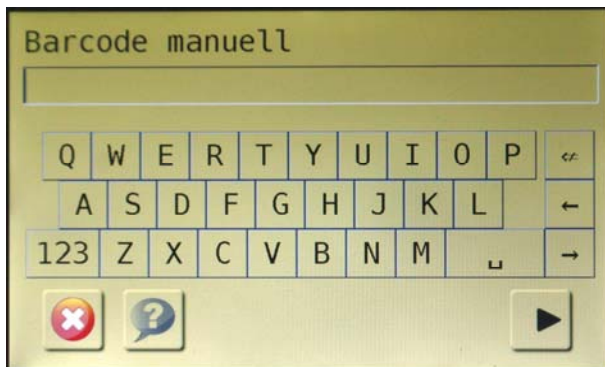 Barcode manuell
Q W E R T Y U I O P ⇍
A S D F G H J K L ←
123 Z X C V B N M ␣ →
?